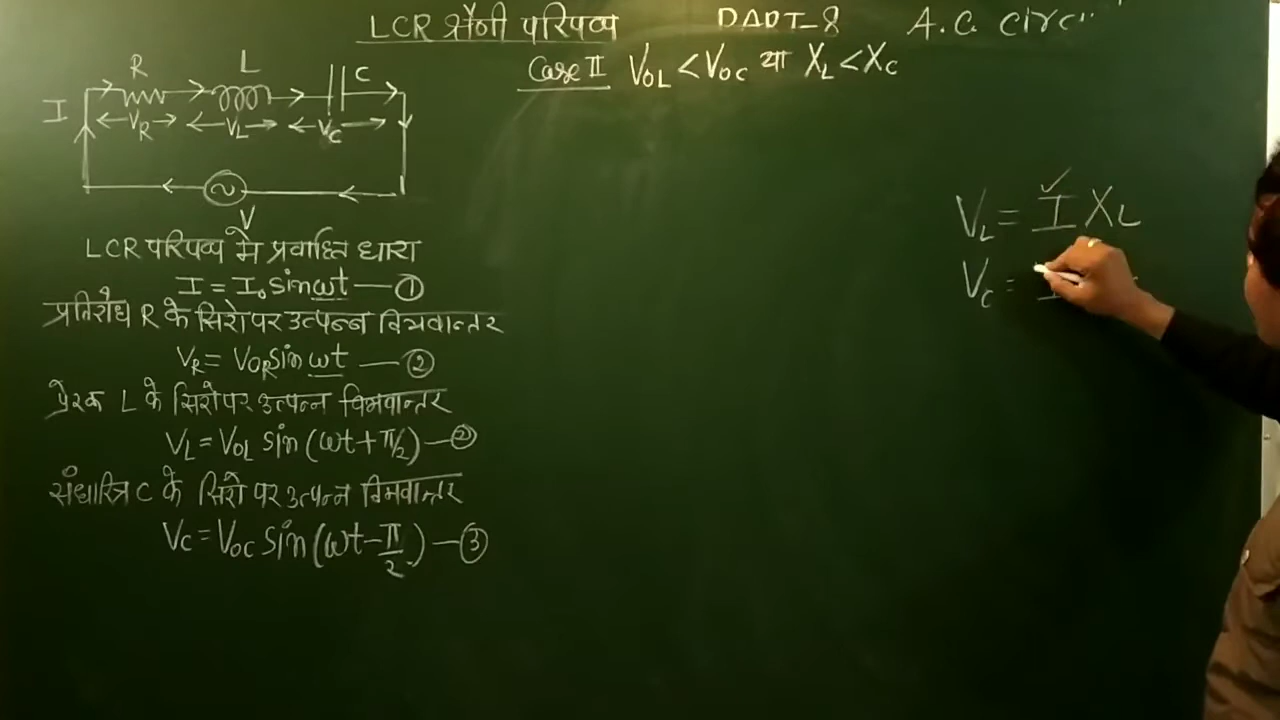 LCR श्रेणी परिपथ PART-8 A.C. Circ
Case II V₀L < V₀C या XL < XC
R L C
I VR VL VC
V
LCR परिपथ में प्रवाहित धारा
I = I₀ sinωt — ①
प्रतिरोध R के सिरो पर उत्पन्न विभवान्तर
VR = V₀R sin ωt — ②
प्रेरक L के सिरो पर उत्पन्न विभवान्तर
VL = V₀L sin (ωt + π/2) — ②
संधारित्र C के सिरो पर उत्पन्न विभवान्तर
VC = V₀C sin (ωt - π/2) — ③
VL = I XL
VC =